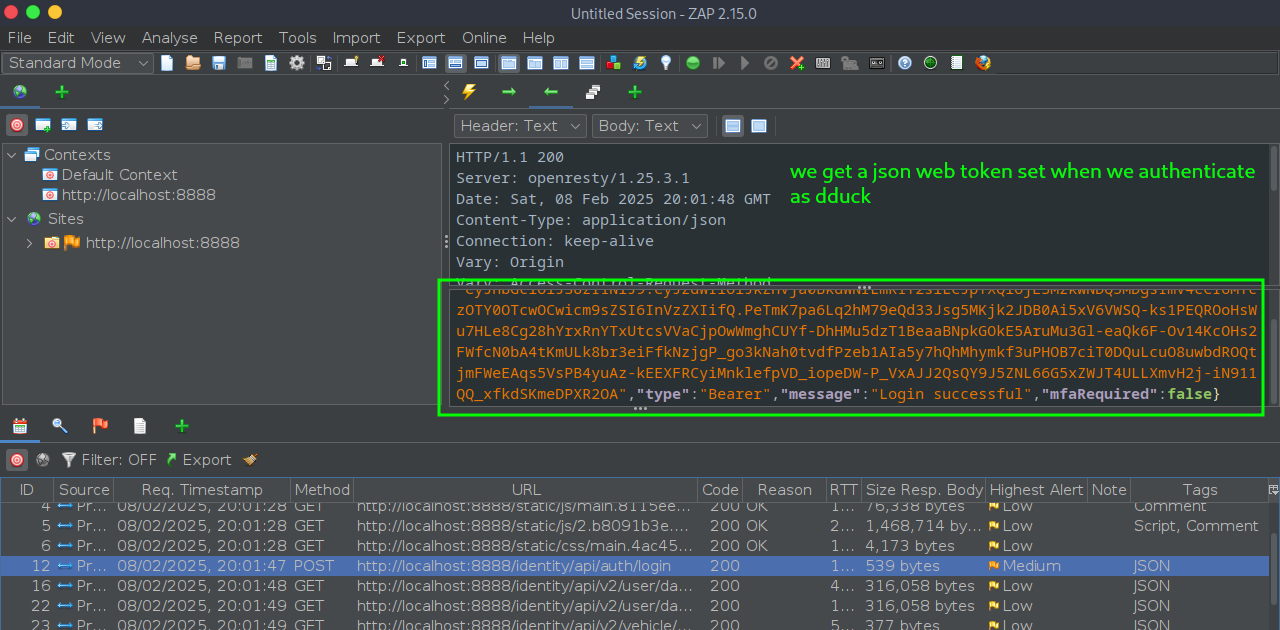 Untitled Session - ZAP 2.15.0
File Edit View Analyse Report Tools Import Export Online Help
Standard Mode
Header: Text Body: Text
Contexts
Default Context
http://localhost:8888
Sites
http://localhost:8888
HTTP/1.1 200
Server: openresty/1.25.3.1
Date: Sat, 08 Feb 2025 20:01:48 GMT
Content-Type: application/json
Connection: keep-alive
Vary: Origin
we get a json web token set when we authenticate
as dduck
zOTY0OTcwOCwicm9sZSI6InVzZXIifQ.PeTmK7pa6Lq2hM79eQd33Jsg5MKjk2JDB0Ai5xV6VWSQ-ks1PEQROoHsW
u7HLe8Cg28hYrxRnYTxUtcsVVaCjpOwWmghCUYf-DhHMu5dzT1BeaaBNpkGOkE5AruMu3Gl-eaQk6F-Ov14KcOHs2
FWfcN0bA4tKmULk8br3eiFfkNzjgP_go3kNah0tvdfPzeb1AIa5y7hQhMhymkf3uPHOB7ciT0DQuLcuO8uwbdROQt
jmFWeEAqs5VsPB4yuAz-kEEXFRCyiMnklefpVD_iopeDW-P_VxAJJ2QsQY9J5ZNL66G5xZWJT4ULLXmvH2j-iN911
QQ_xfkdSKmeDPXR2OA","type":"Bearer","message":"Login successful","mfaRequired":false}
Filter: OFF Export
ID Source Req. Timestamp Method URL Code Reason RTT Size Resp. Body Highest Alert Note Tags
4 Pr... 08/02/2025, 20:01:28 GET http://localhost:8888/static/js/main.8115ee... 200 OK 1... 76,338 bytes Low Comment
5 Pr... 08/02/2025, 20:01:28 GET http://localhost:8888/static/js/2.b8091b3e.... 200 OK 2... 1,468,714 by... Low Script, Comment
6 Pr... 08/02/2025, 20:01:28 GET http://localhost:8888/static/css/main.4ac45... 200 OK 1... 4,173 bytes Low
12 Pr... 08/02/2025, 20:01:47 POST http://localhost:8888/identity/api/auth/login 200 1... 539 bytes Medium JSON
16 Pr... 08/02/2025, 20:01:48 GET http://localhost:8888/identity/api/v2/user/da... 200 4... 316,058 bytes Low JSON
22 Pr... 08/02/2025, 20:01:49 GET http://localhost:8888/identity/api/v2/user/da... 200 1... 316,058 bytes Low JSON
23 Pr... 08/02/2025, 20:01:49 GET http://localhost:8888/identity/api/v2/vehicle/... 200 5... 377 bytes Low JSON